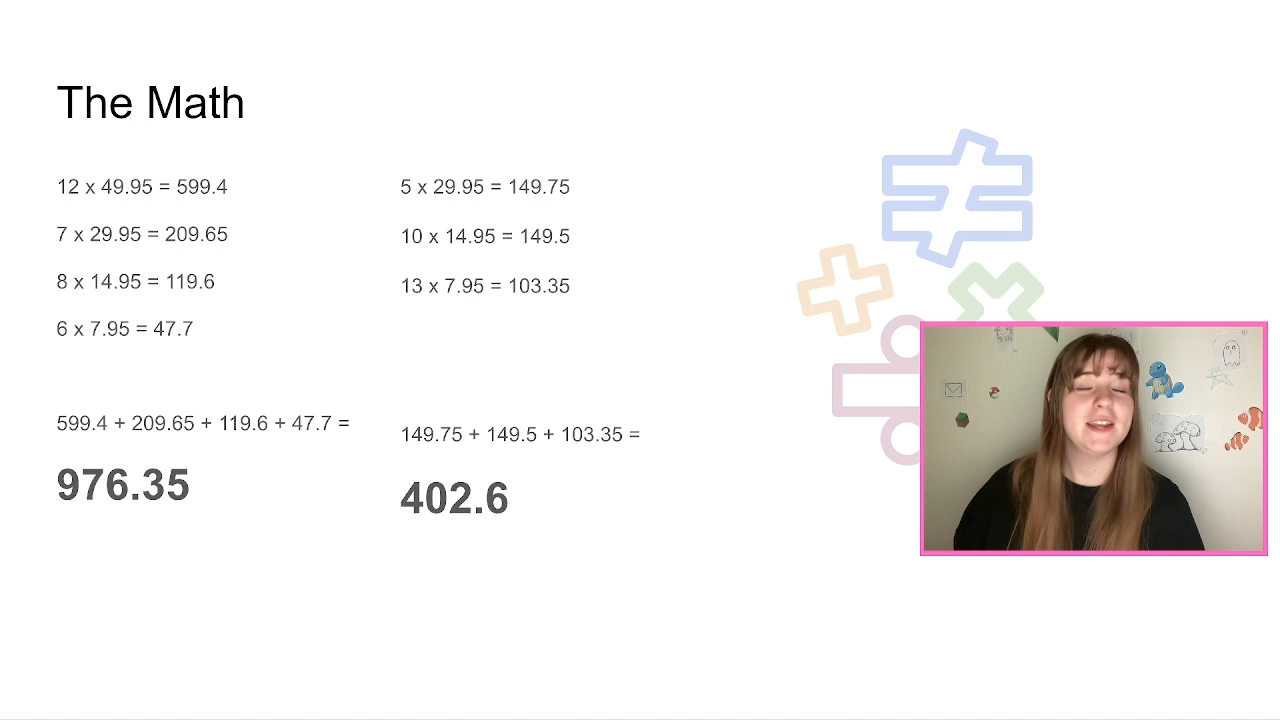 The Math
12 x 49.95 = 599.4
7 x 29.95 = 209.65
8 x 14.95 = 119.6
6 x 7.95 = 47.7
599.4 + 209.65 + 119.6 + 47.7 =
976.35
5 x 29.95 = 149.75
10 x 14.95 = 149.5
13 x 7.95 = 103.35
149.75 + 149.5 + 103.35 =
402.6